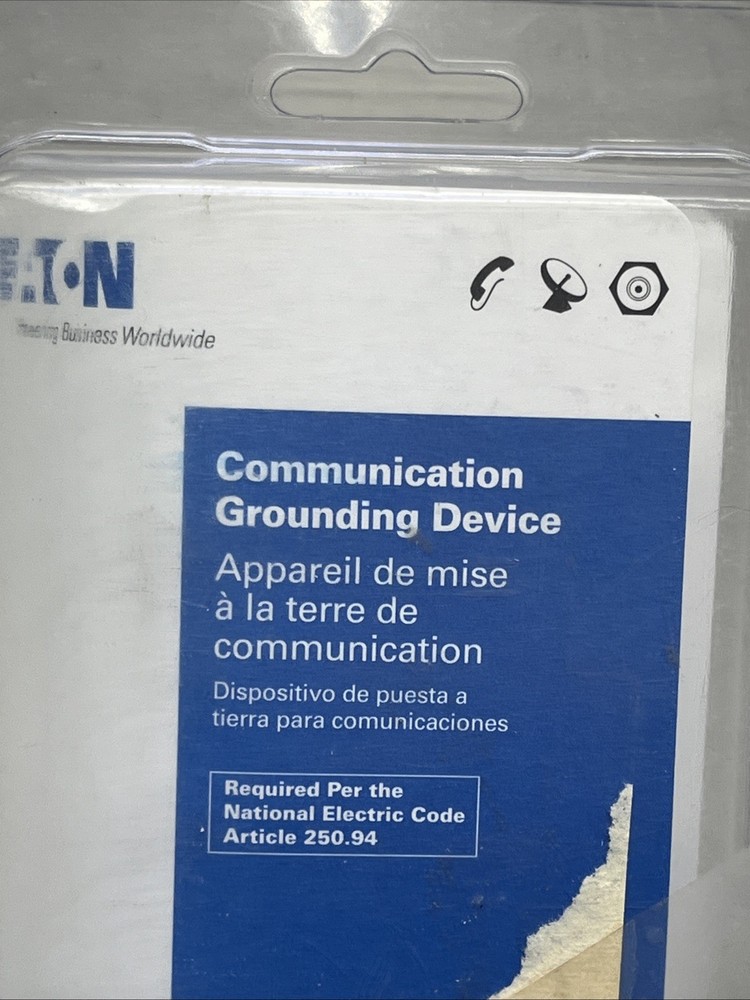 EATON
Business Worldwide
Communication
Grounding Device
Appareil de mise
à la terre de
communication
Dispositivo de puesta a
tierra para comunicaciones
Required Per the
National Electric Code
Article 250.94